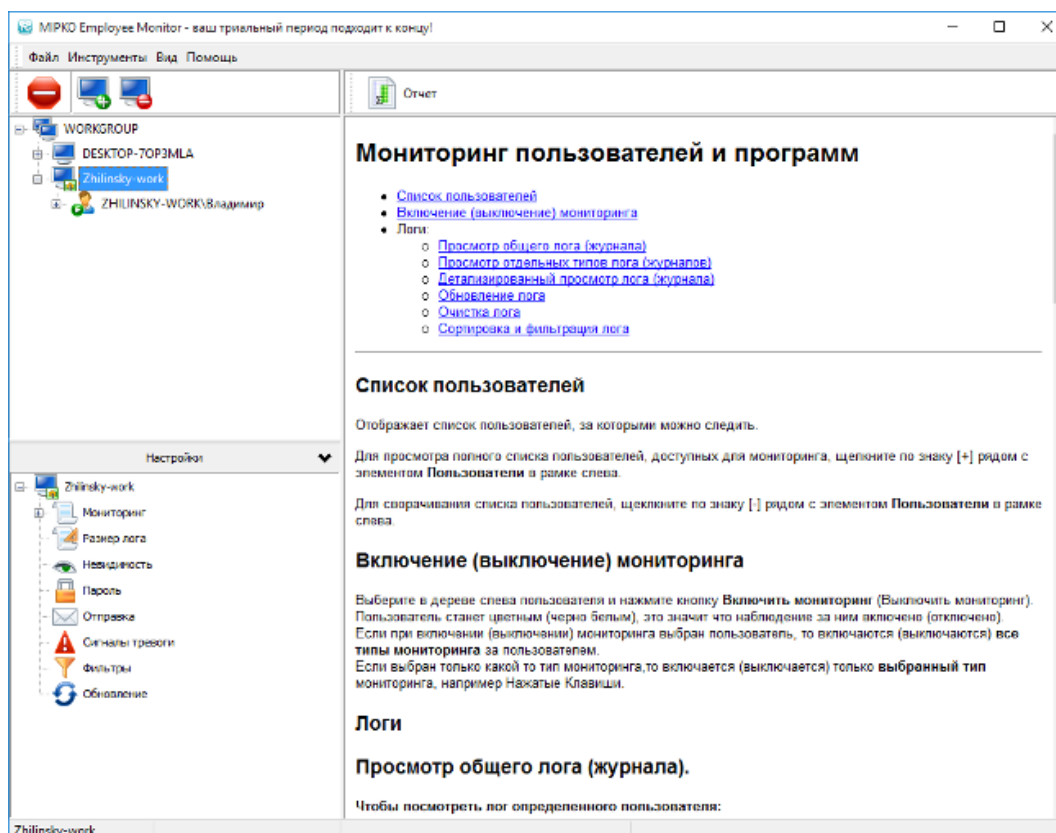 MIPKO Employee Monitor - ваш триальный период подходит к концу!
Файл Инструменты Вид Помощь
Отчет
WORKGROUP
DESKTOP-7OP3MLA
Zhilinsky-work
ZHILINSKY-WORK\Владимир
Настройки
Zhilinsky-work
Мониторинг
Размер лога
Невидимость
Пароль
Отправка
Сигналы тревоги
Фильтры
Обновление
Мониторинг пользователей и программ
Список пользователей
Включение (выключение) мониторинга
Логи:
Просмотр общего лога (журнала)
Просмотр отдельных типов лога (журналов)
Детализированный просмотр лога (журнала)
Обновление лога
Очистка лога
Сортировка и фильтрация лога
Список пользователей
Отображает список пользователей, за которыми можно следить.
Для просмотра полного списка пользователей, доступных для мониторинга, щелкните по знаку [+] рядом с
элементом Пользователи в рамке слева.
Для сворачивания списка пользователей, щеклкните по знаку [-] рядом с элементом Пользователи в рамке
слева.
Включение (выключение) мониторинга
Выберите в дереве слева пользователя и нажмите кнопку Включить мониторинг (Выключить мониторинг).
Пользователь станет цветным (черно белым), это значит что наблюдение за ним включено (отключено).
Если при включении (выключении) мониторинга выбран пользователь, то включаются (выключаются) все
типы мониторинга за пользователем.
Если выбран только какой то тип мониторинга,то включается (выключается) только выбранный тип
мониторинга, например Нажатые Клавиши.
Логи
Просмотр общего лога (журнала).
Чтобы посмотреть лог определенного пользователя:
Zhilinsky-work